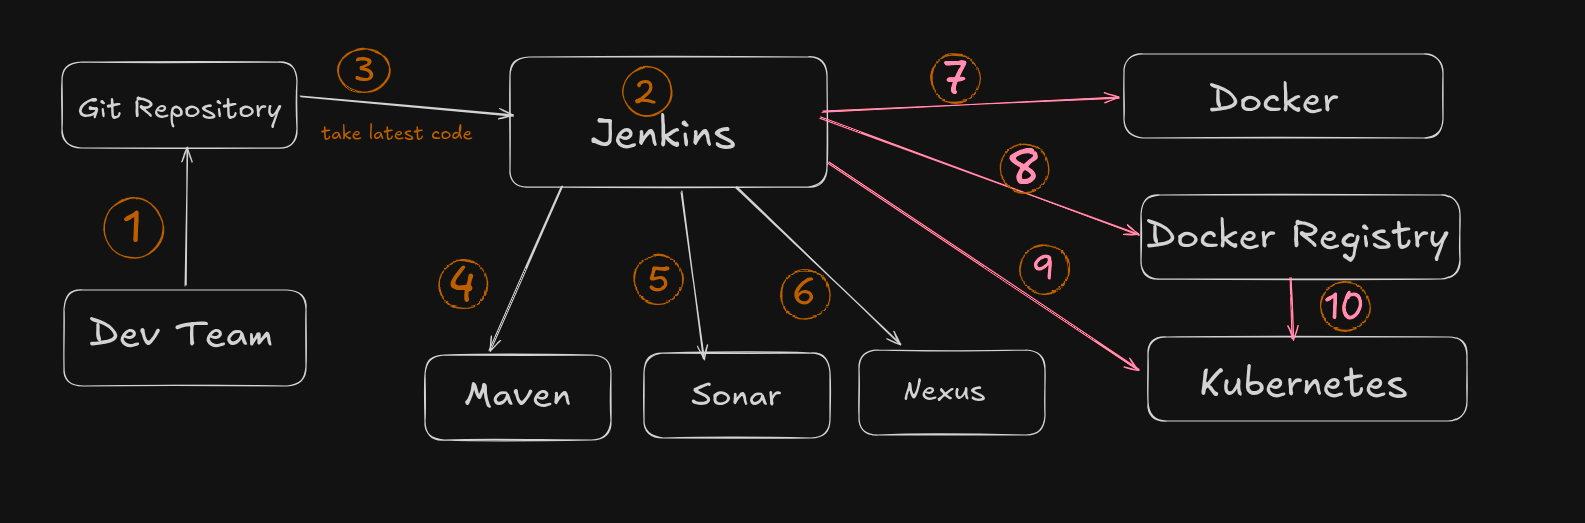 Git Repository
3
take latest code
2
Jenkins
7
Docker
8
Docker Registry
1
Dev Team
4
5
6
9
10
Maven
Sonar
Nexus
Kubernetes